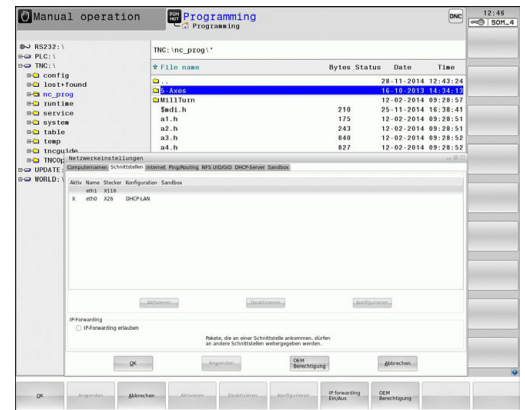 Manual operation
PGM MGT
Programming
Programming
DNC
12:46
50M_4
RS232:\
PLC:\
TNC:\
config
lost+found
nc_prog
runtime
service
system
table
temp
tncguide
TNCOp
UPDATE:
WORLD:\
TNC:\nc_prog\*
File name Bytes Status Date Time
.. 28-11-2014 12:43:24
5-Axes 16-10-2013 14:34:13
MillTurn 12-02-2014 09:28:57
$mdi.h 210 25-11-2014 16:38:41
a1.h 175 12-02-2014 09:28:51
a2.h 243 12-02-2014 09:28:51
a3.h 840 12-02-2014 09:28:52
a4.h 827 12-02-2014 09:28:52
Netzwerkeinstellungen
Computernamen Schnittstellen Internet Ping/Routing NFS UID/GID DHCP-Server Sandbox
Aktiv Name Stecker Konfiguration Sandbox
eth1 X116
X eth0 X26 DHCP-LAN
Aktivieren Deaktivieren Konfigurieren
IP-Forwarding
IP-Forwarding erlauben
Pakete, die an einer Schnittstelle ankommen, dürfen
an andere Schnittstellen weitergegeben werden.
OK Anwenden OEM Berechtigung Abbrechen
OK Anwenden Abbrechen Aktivieren Deaktivieren Konfigurieren IP forwarding Ein/Aus OEM Berechtigung